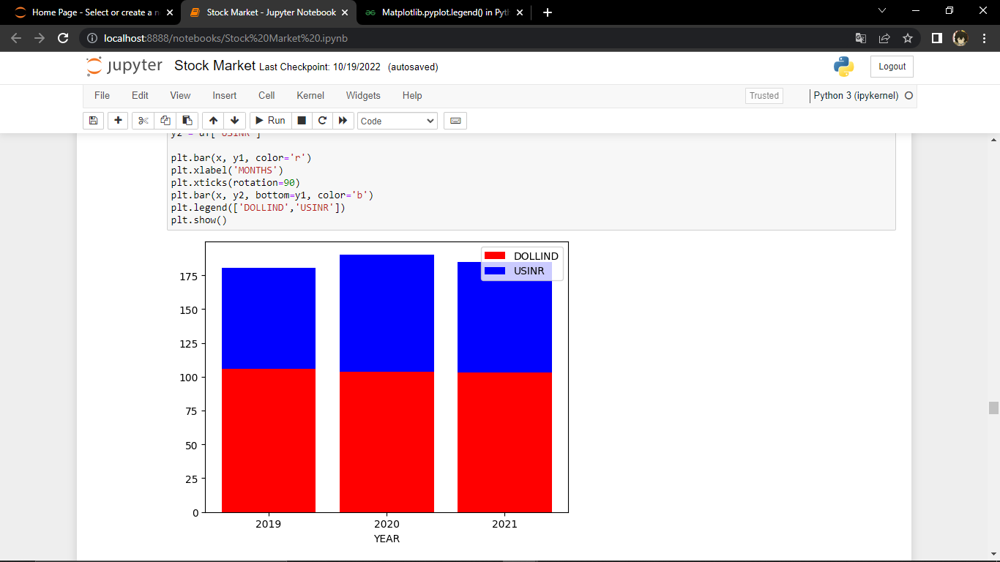 Home Page - Select or create a n
Stock Market - Jupyter Notebook
Matplotlib.pyplot.legend() in Pyth
localhost:8888/notebooks/Stock%20Market%20.ipynb
jupyter Stock Market Last Checkpoint: 10/19/2022 (autosaved)
Logout
File Edit View Insert Cell Kernel Widgets Help
Trusted
Python 3 (ipykernel)
Run
Code
y2 = df['USINR']
plt.bar(x, y1, color='r')
plt.xlabel('MONTHS')
plt.xticks(rotation=90)
plt.bar(x, y2, bottom=y1, color='b')
plt.legend(['DOLLIND','USINR'])
plt.show()
DOLLIND
USINR
175
150
125
100
75
50
25
0
2019 2020 2021
YEAR